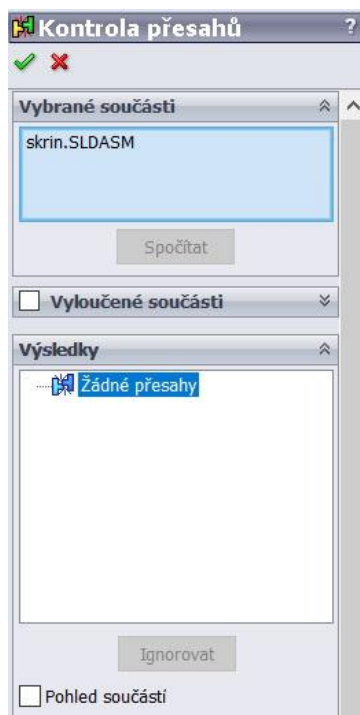 Kontrola přesahů ?
Vybrané součásti
skrin.SLDASM
Spočítat
Vyloučené součásti
Výsledky
Žádné přesahy
Ignorovat
Pohled součástí